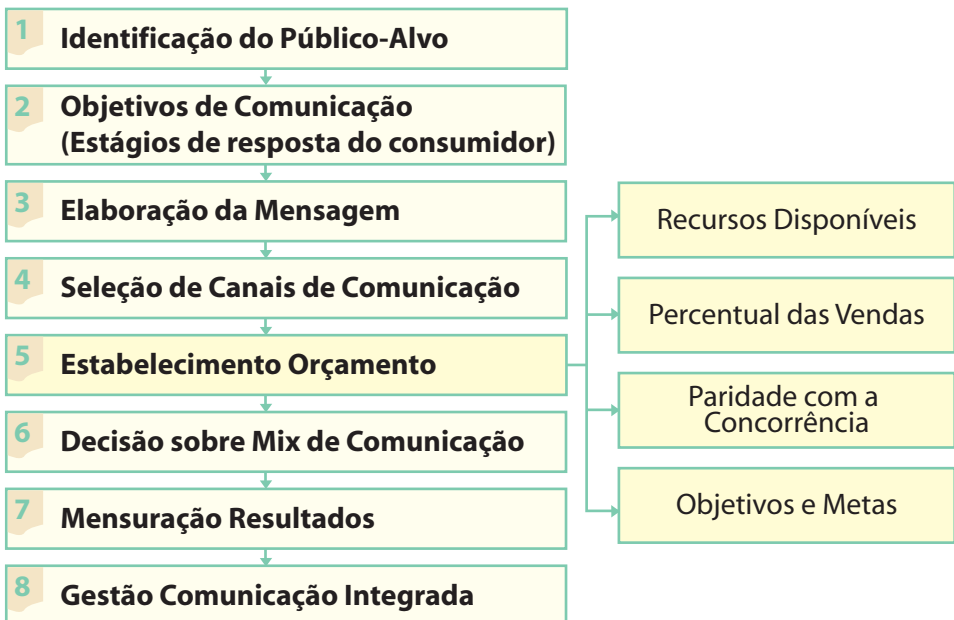 1 Identificação do Público-Alvo
2 Objetivos de Comunicação
(Estágios de resposta do consumidor)
3 Elaboração da Mensagem
4 Seleção de Canais de Comunicação
5 Estabelecimento Orçamento
6 Decisão sobre Mix de Comunicação
7 Mensuração Resultados
8 Gestão Comunicação Integrada
Recursos Disponíveis
Percentual das Vendas
Paridade com a
Concorrência
Objetivos e Metas